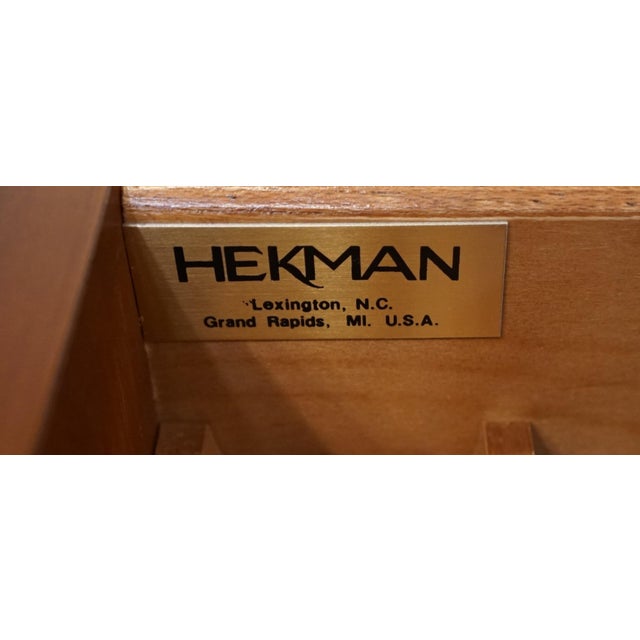 HEKMAN
Lexington, N.C.
Grand Rapids, MI. U.S.A.